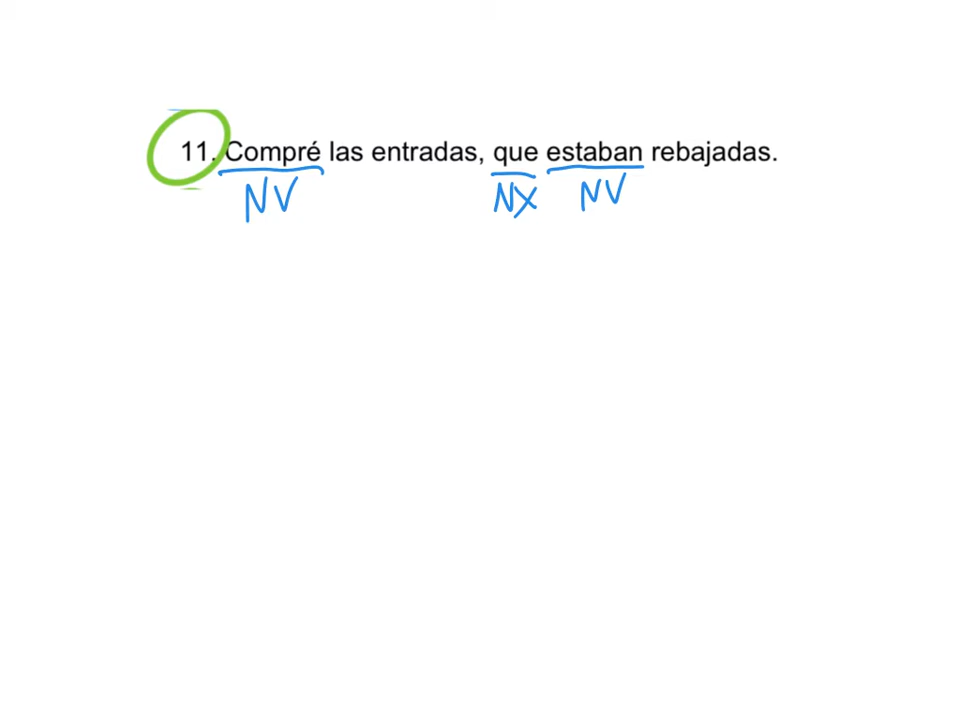 11. Compré las entradas, que estaban rebajadas.
NV NX NV